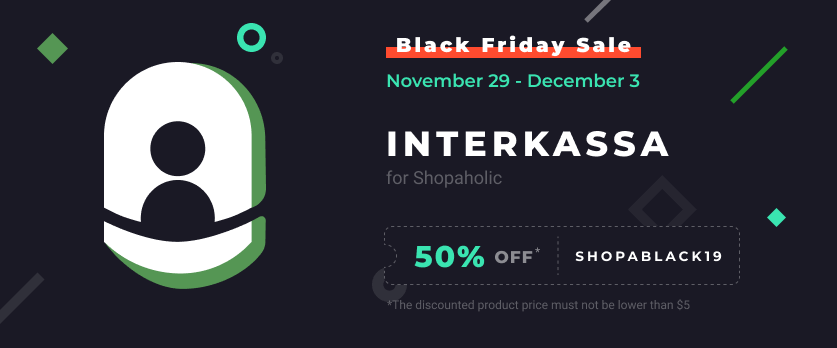 Black Friday Sale
November 29 - December 3
INTERKASSA
for Shopaholic
50% OFF* SHOPABLACK19
*The discounted product price must not be lower than $5